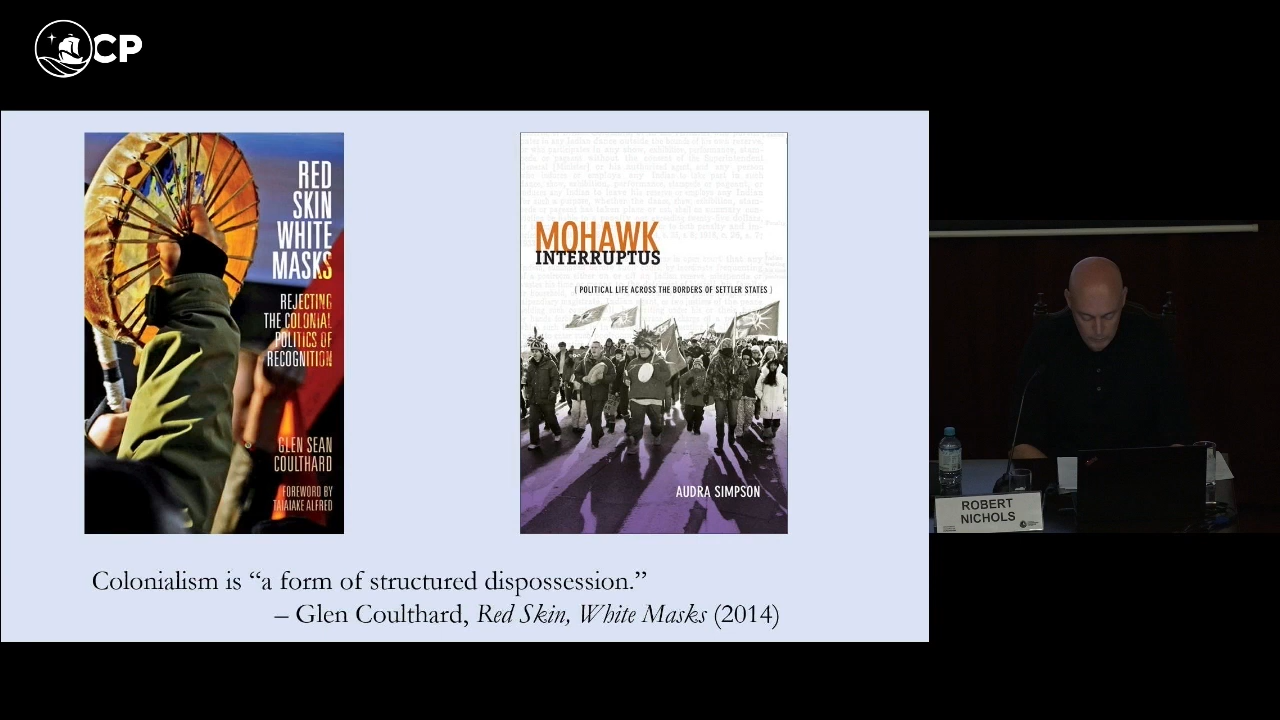 CP
RED
SKIN
WHITE
MASKS
REJECTING
THE COLONIAL
POLITICS OF
RECOGNITION
GLEN SEAN
COULTHARD
FOREWORD BY
TAIAIAKE ALFRED
MOHAWK
INTERRUPTUS
( POLITICAL LIFE ACROSS THE BORDERS OF SETTLER STATES )
AUDRA SIMPSON
Colonialism is “a form of structured dispossession.”
– Glen Coulthard, Red Skin, White Masks (2014)
ROBERT
NICHOLS